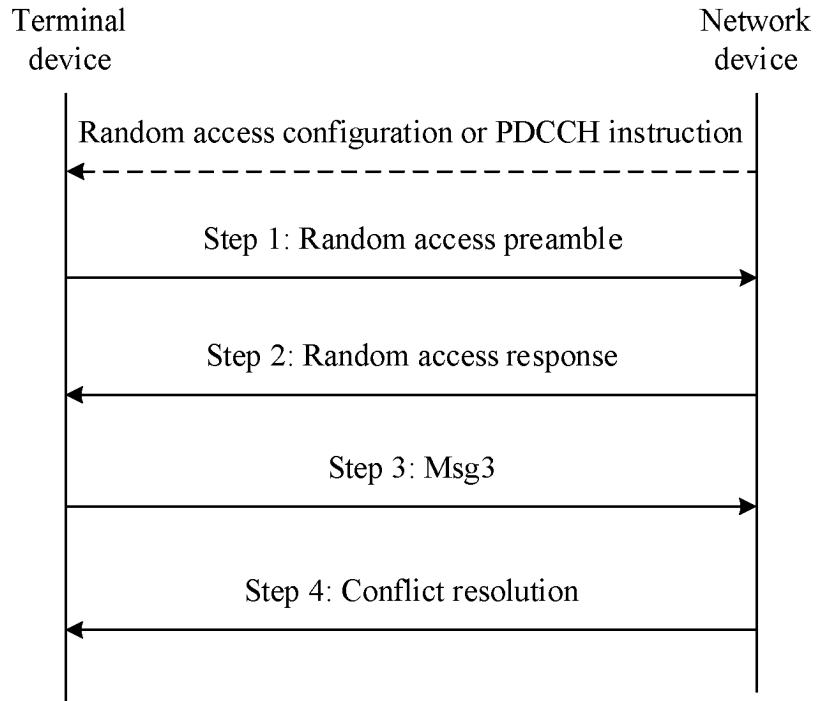 Terminal
device
Network
device
Random access configuration or PDCCH instruction
Step 1: Random access preamble
Step 2: Random access response
Step 3: Msg3
Step 4: Conflict resolution